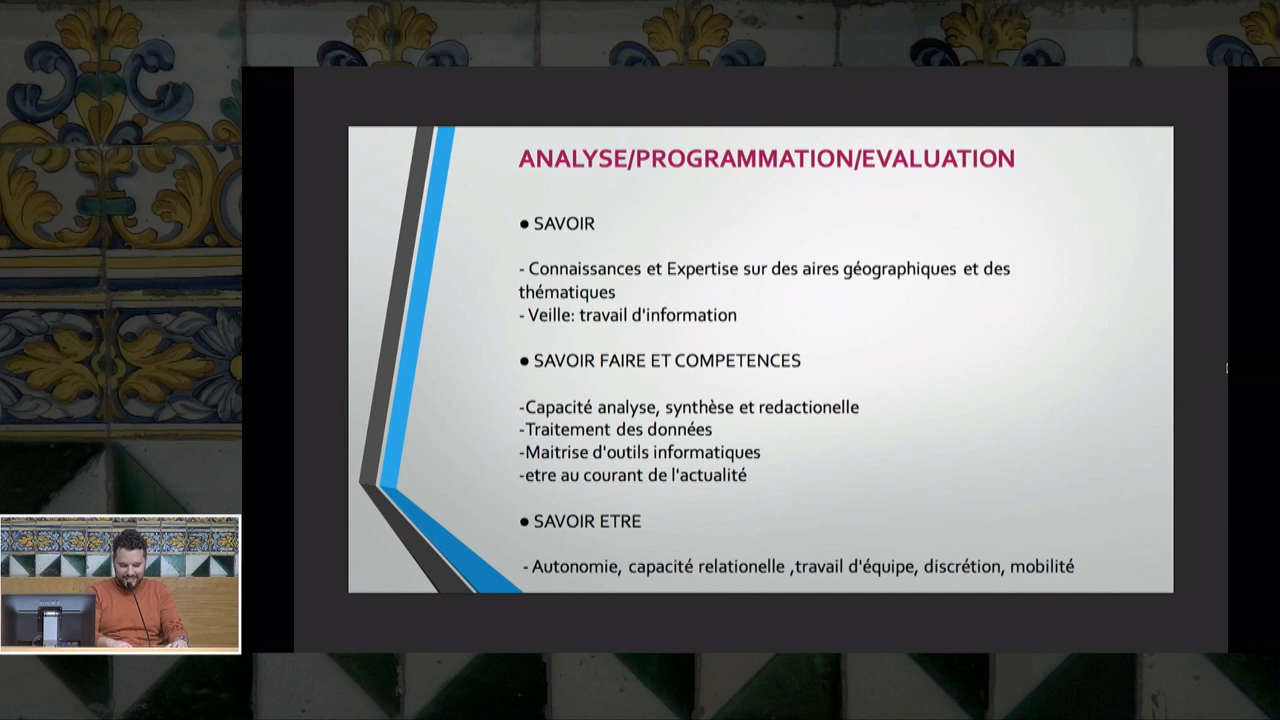 ANALYSE/PROGRAMMATION/EVALUATION
● SAVOIR
- Connaissances et Expertise sur des aires géographiques et des
thématiques
- Veille: travail d'information
● SAVOIR FAIRE ET COMPETENCES
-Capacité analyse, synthèse et redactionelle
-Traitement des données
-Maitrise d'outils informatiques
-etre au courant de l'actualité
● SAVOIR ETRE
- Autonomie, capacité relationelle ,travail d'équipe, discrétion, mobilité